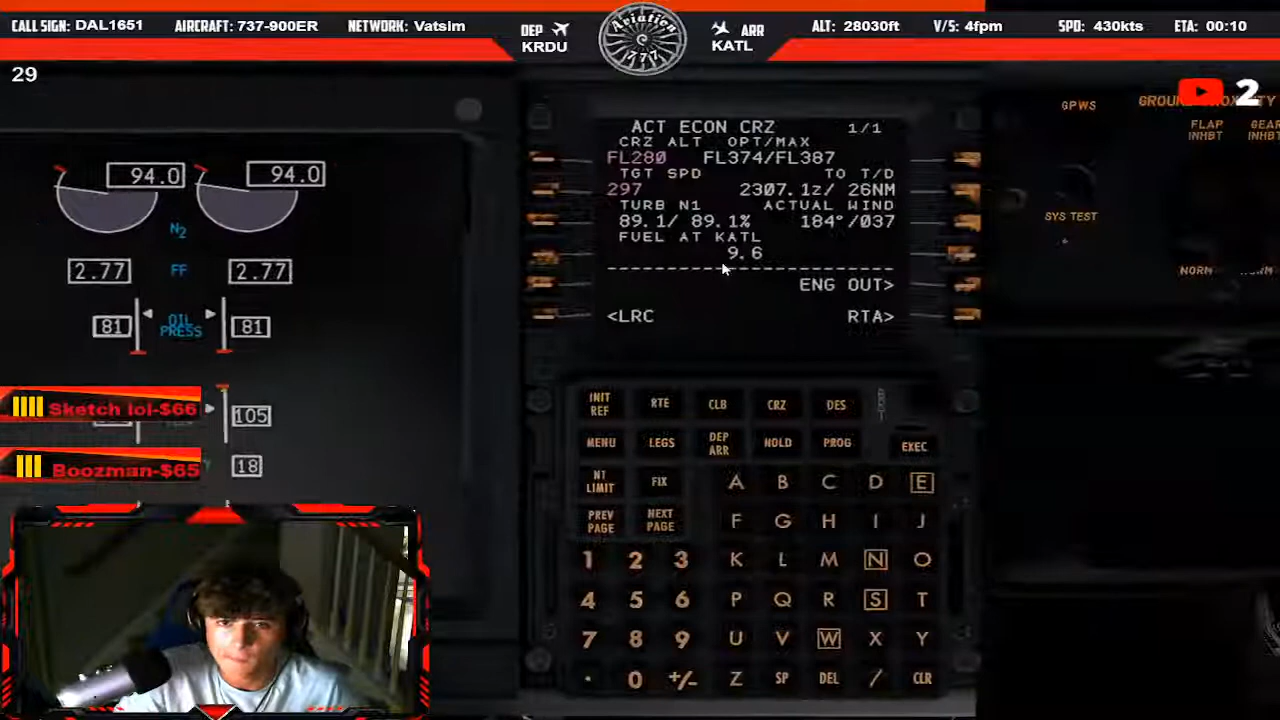 CALL SIGN: DAL1651
AIRCRAFT: 737-900ER
NETWORK: Vatsim
DEP
KRDU
Aviation
777
ARR
KATL
ALT: 28030ft
V/S: 4fpm
SPD: 430kts
ETA: 00:10
29
2
94.0
94.0
N2
2.77
FF
2.77
81
OIL
PRESS
81
105
18
Sketch lol-$66
Boozman-$65
ACT ECON CRZ 1/1
CRZ ALT OPT/MAX
FL280 FL374/FL387
TGT SPD TO T/D
297 2307.1z/ 26NM
TURB N1 ACTUAL WIND
89.1/ 89.1% 184°/037
FUEL AT KATL
9.6
--------------------------------
ENG OUT>
<LRC RTA>
INIT REF
RTE
CLB
CRZ
DES
MENU
LEGS
DEP ARR
HOLD
PROG
EXEC
N1 LIMIT
FIX
A B C D E
PREV PAGE
NEXT PAGE
F G H I J
1 2 3 K L M N O
4 5 6 P Q R S T
7 8 9 U V W X Y
. 0 +/- Z SP DEL / CLR
GPWS
FLAP
INHBT
GEAR
SYS TEST
NORM